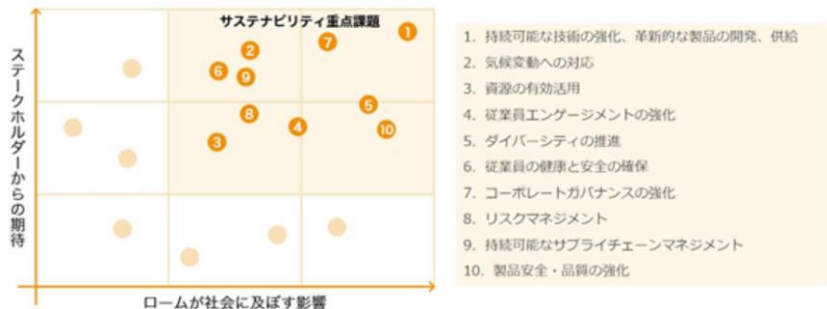 サステナビリティ重点課題
ステークホルダーからの期待
1
2
7
6
9
5
8
4
10
3
ロームが社会に及ぼす影響
1. 持続可能な技術の強化、革新的な製品の開発、供給
2. 気候変動への対応
3. 資源の有効活用
4. 従業員エンゲージメントの強化
5. ダイバーシティの推進
6. 従業員の健康と安全の確保
7. コーポレートガバナンスの強化
8. リスクマネジメント
9. 持続可能なサプライチェーンマネジメント
10. 製品安全・品質の強化